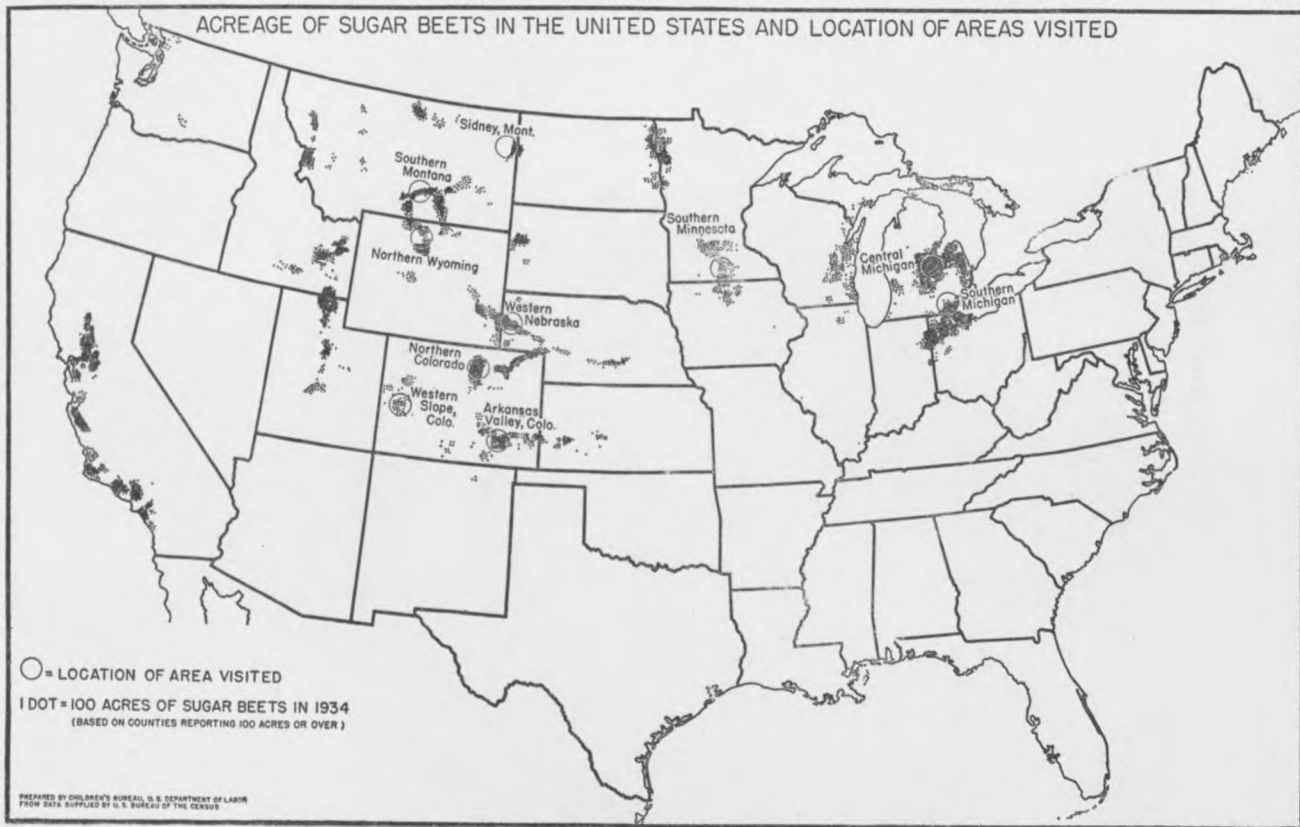 ACREAGE OF SUGAR BEETS IN THE UNITED STATES AND LOCATION OF AREAS VISITED
Sidney, Mont.
Southern
Montana
Northern Wyoming
Southern
Minnesota
Central
Michigan
Southern
Michigan
Western
Nebraska
Northern
Colorado
Western
Slope,
Colo.
Arkansas
Valley, Colo.
= LOCATION OF AREA VISITED
1 DOT = 100 ACRES OF SUGAR BEETS IN 1934
(BASED ON COUNTIES REPORTING 100 ACRES OR OVER)
PREPARED BY CHILDREN'S BUREAU, U. S. DEPARTMENT OF LABOR
FROM DATA SUPPLIED BY U. S. BUREAU OF THE CENSUS